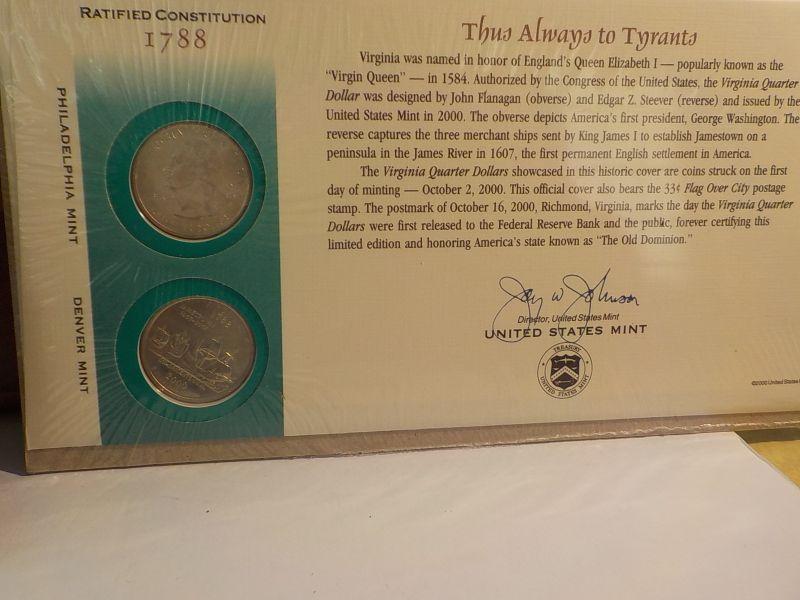 RATIFIED CONSTITUTION
1788
PHILADELPHIA MINT
DENVER MINT
Thus Always to Tyrants
Virginia was named in honor of England's Queen Elizabeth I — popularly known as the
"Virgin Queen" — in 1584. Authorized by the Congress of the United States, the Virginia Quarter
Dollar was designed by John Flanagan (obverse) and Edgar Z. Steever (reverse) and issued by the
United States Mint in 2000. The obverse depicts America's first president, George Washington. The
reverse captures the three merchant ships sent by King James I to establish Jamestown on a
peninsula in the James River in 1607, the first permanent English settlement in America.
The Virginia Quarter Dollars showcased in this historic cover are coins struck on the first
day of minting — October 2, 2000. This official cover also bears the 33¢ Flag Over City postage
stamp. The postmark of October 16, 2000, Richmond, Virginia, marks the day the Virginia Quarter
Dollars were first released to the Federal Reserve Bank and the public, forever certifying this
limited edition and honoring America's state known as "The Old Dominion."
Jay W Johnson
Director, United States Mint
UNITED STATES MINT
TREASURY
UNITED STATES MINT
©2000 United States
2000